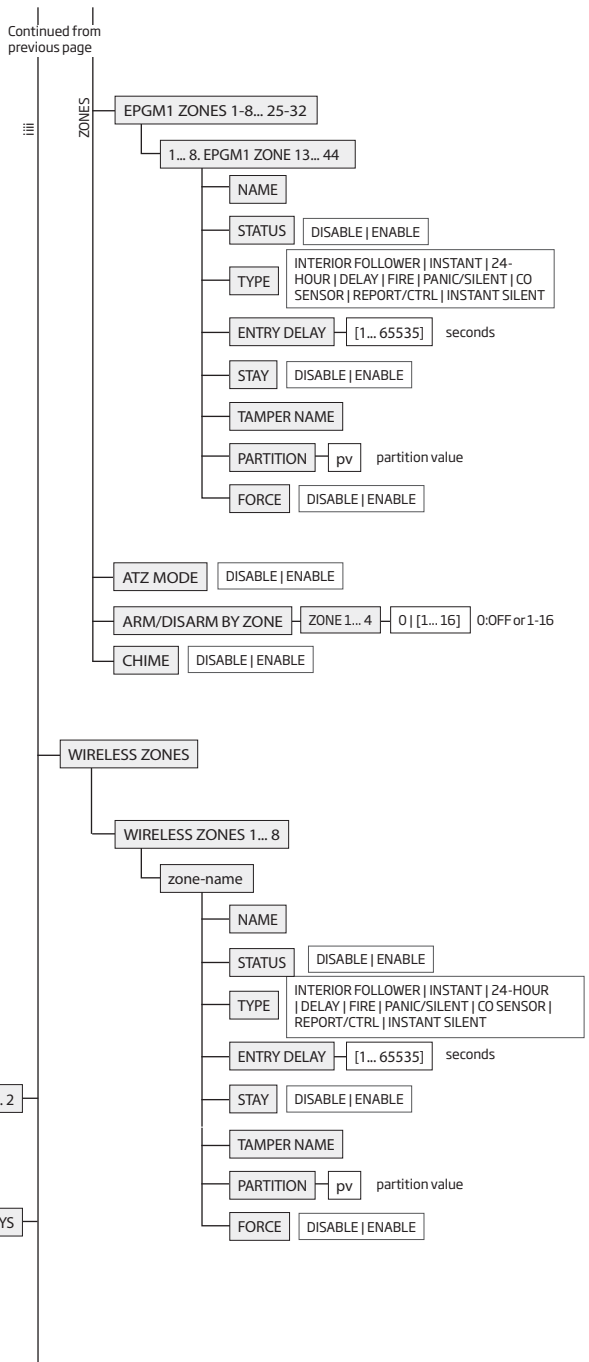 Continued from
previous page
iiii
ZONES
EPGM1 ZONES 1-8... 25-32
1... 8. EPGM1 ZONE 13... 44
NAME
STATUS DISABLE | ENABLE
TYPE
INTERIOR FOLLOWER | INSTANT | 24-
HOUR | DELAY | FIRE | PANIC/SILENT | CO
SENSOR | REPORT/CTRL | INSTANT SILENT
ENTRY DELAY [1... 65535] seconds
STAY DISABLE | ENABLE
TAMPER NAME
PARTITION pv partition value
FORCE DISABLE | ENABLE
ATZ MODE DISABLE | ENABLE
ARM/DISARM BY ZONE ZONE 1... 4 0 | [1... 16] 0:OFF or 1-16
CHIME DISABLE | ENABLE
WIRELESS ZONES
WIRELESS ZONES 1... 8
zone-name
NAME
STATUS DISABLE | ENABLE
TYPE
INTERIOR FOLLOWER | INSTANT | 24-HOUR
| DELAY | FIRE | PANIC/SILENT | CO SENSOR |
REPORT/CTRL | INSTANT SILENT
ENTRY DELAY [1... 65535] seconds
. 2
STAY DISABLE | ENABLE
TAMPER NAME
PARTITION pv partition value
YS
FORCE DISABLE | ENABLE